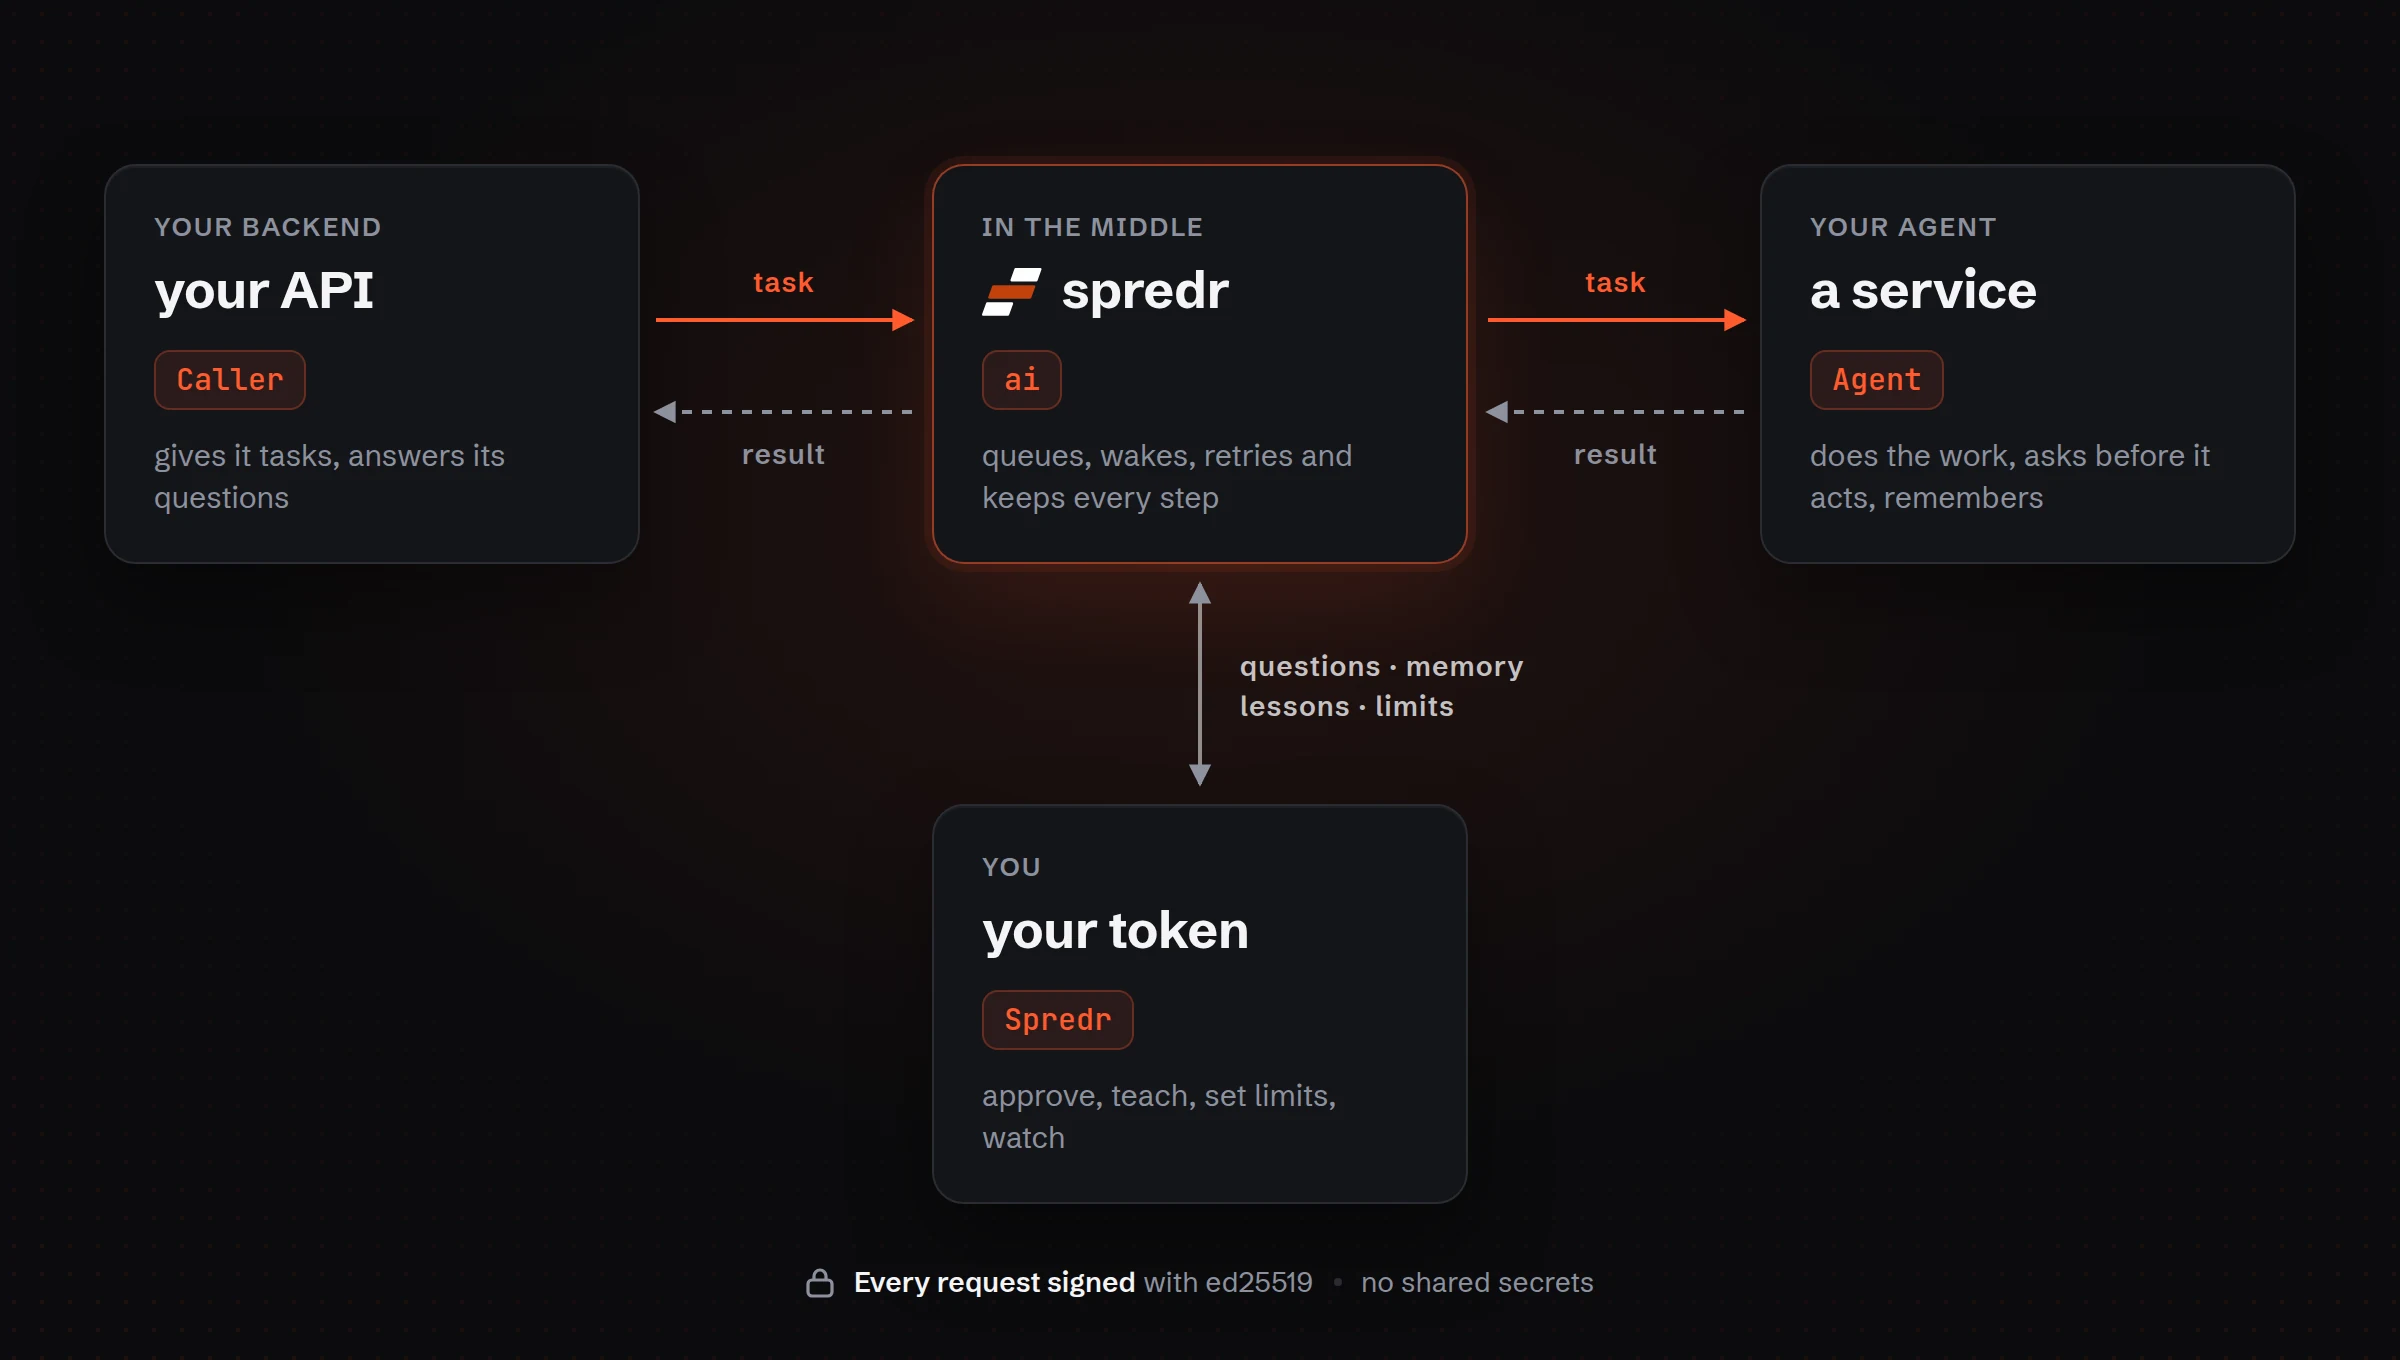 YOUR BACKEND
your API
Caller
gives it tasks, answers its
questions
task
result
IN THE MIDDLE
spredr
ai
queues, wakes, retries and
keeps every step
task
result
YOUR AGENT
a service
Agent
does the work, asks before it
acts, remembers
questions · memory
lessons · limits
YOU
your token
Spredr
approve, teach, set limits,
watch
Every request signed with ed25519 • no shared secrets